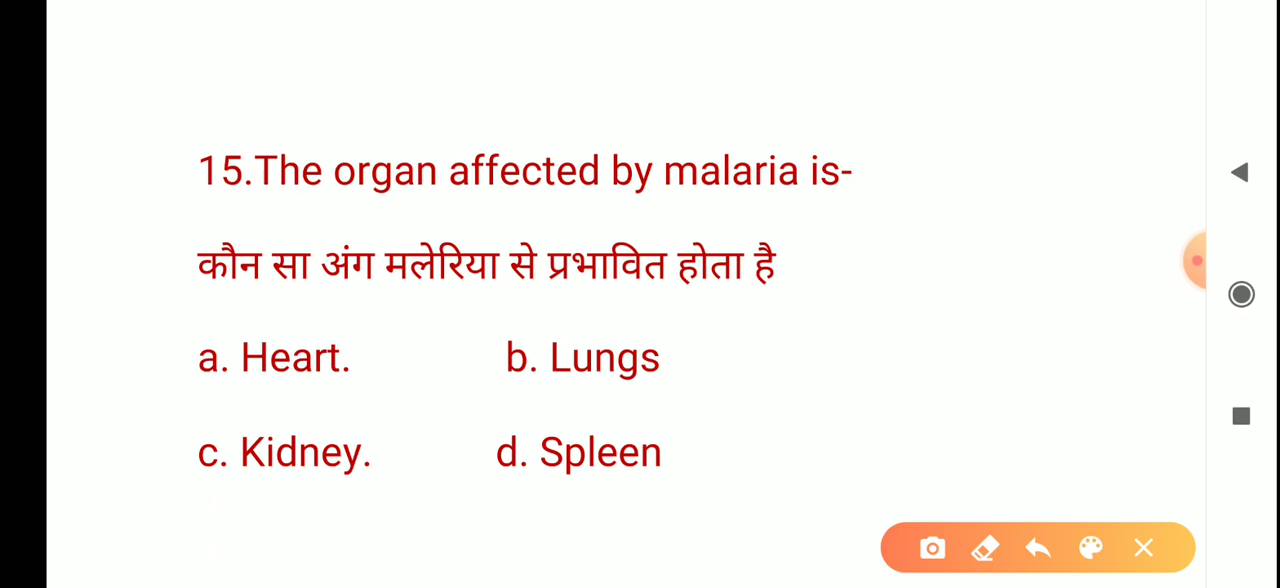 15.The organ affected by malaria is-
कौन सा अंग मलेरिया से प्रभावित होता है
a. Heart. b. Lungs
c. Kidney. d. Spleen